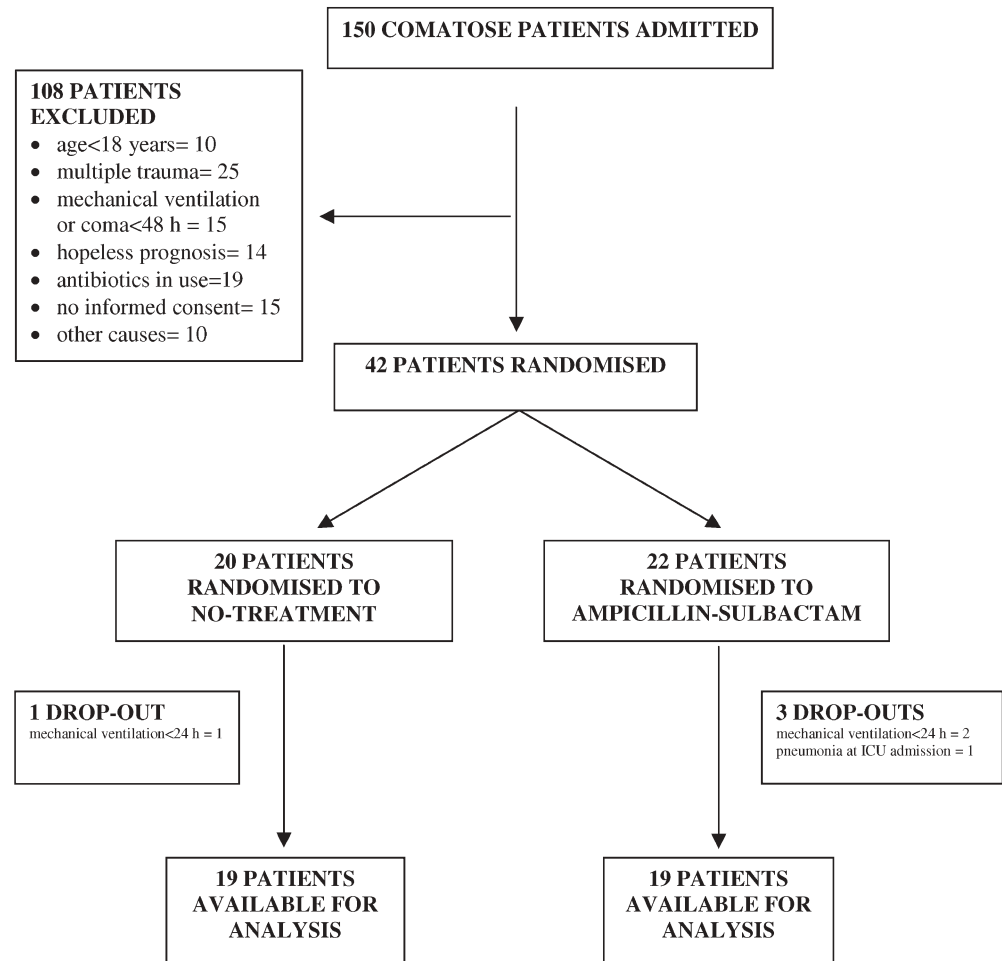 150 COMATOSE PATIENTS ADMITTED
108 PATIENTS
EXCLUDED
• age<18 years= 10
• multiple trauma= 25
• mechanical ventilation
or coma<48 h = 15
• hopeless prognosis= 14
• antibiotics in use=19
• no informed consent= 15
• other causes= 10
42 PATIENTS RANDOMISED
20 PATIENTS
RANDOMISED TO
NO-TREATMENT
22 PATIENTS
RANDOMISED TO
AMPICILLIN-SULBACTAM
1 DROP-OUT
mechanical ventilation<24 h = 1
3 DROP-OUTS
mechanical ventilation<24 h = 2
pneumonia at ICU admission = 1
19 PATIENTS
AVAILABLE FOR
ANALYSIS
19 PATIENTS
AVAILABLE FOR
ANALYSIS